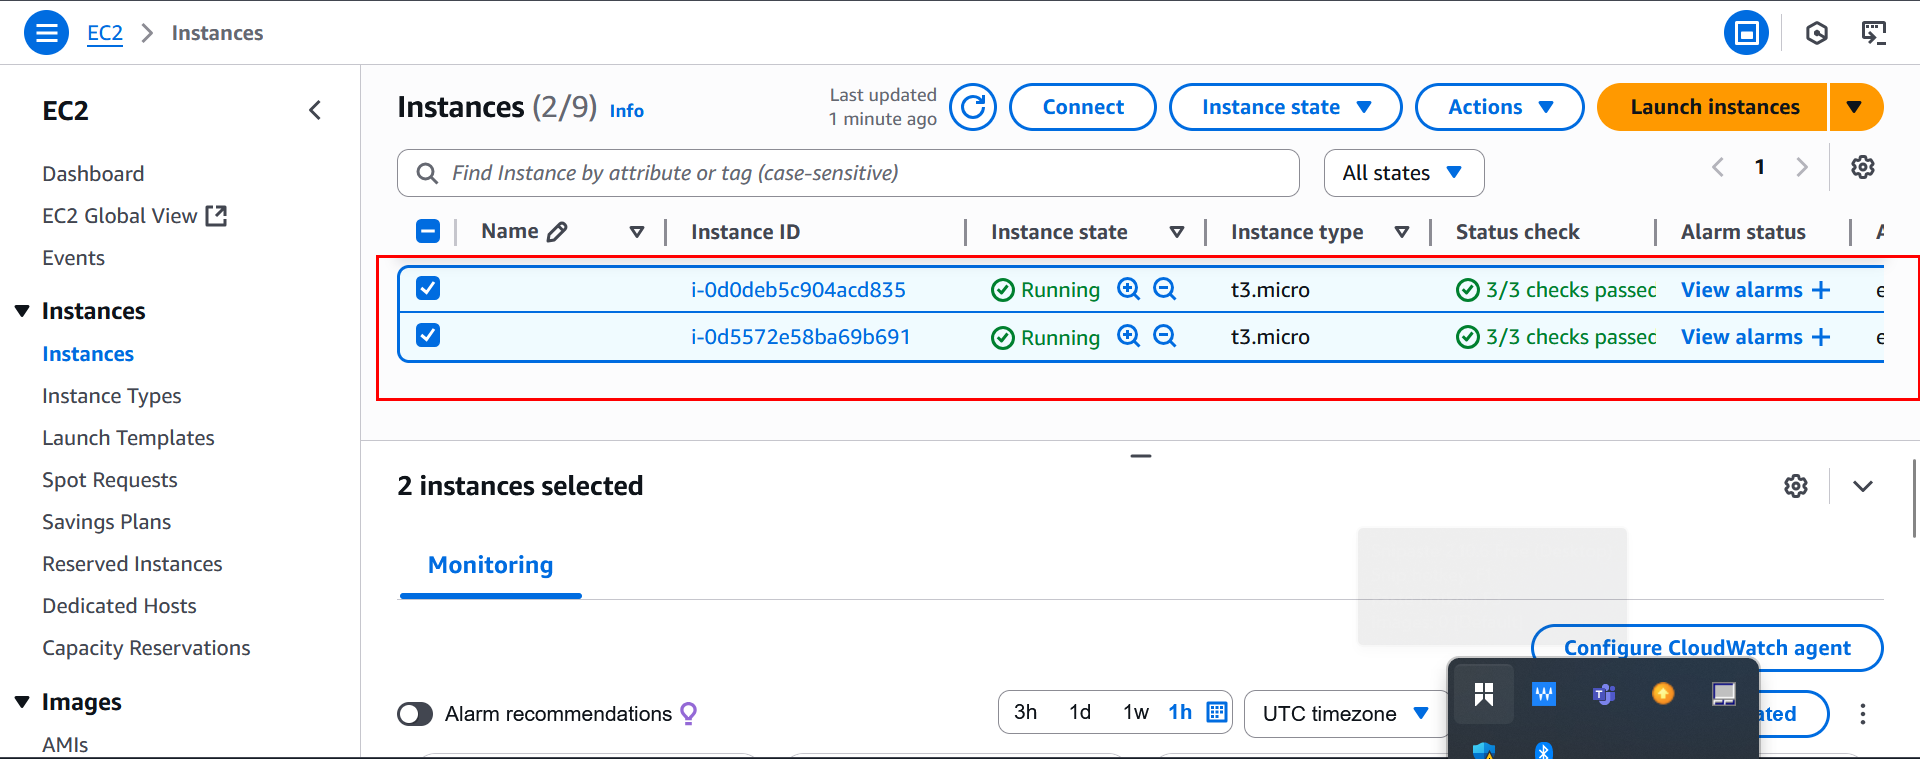 EC2 > Instances
EC2
Dashboard
EC2 Global View
Events
Instances
Instances
Instance Types
Launch Templates
Spot Requests
Savings Plans
Reserved Instances
Dedicated Hosts
Capacity Reservations
Images
AMIs
Instances (2/9) Info
Last updated
1 minute ago
Connect
Instance state
Actions
Launch instances
Find Instance by attribute or tag (case-sensitive)
All states
1
Name Instance ID Instance state Instance type Status check Alarm status A
i-0d0deb5c904acd835 Running t3.micro 3/3 checks passed View alarms + e
i-0d5572e58ba69b691 Running t3.micro 3/3 checks passed View alarms + e
2 instances selected
Monitoring
Configure CloudWatch agent
Alarm recommendations
3h 1d 1w 1h
UTC timezone
ated